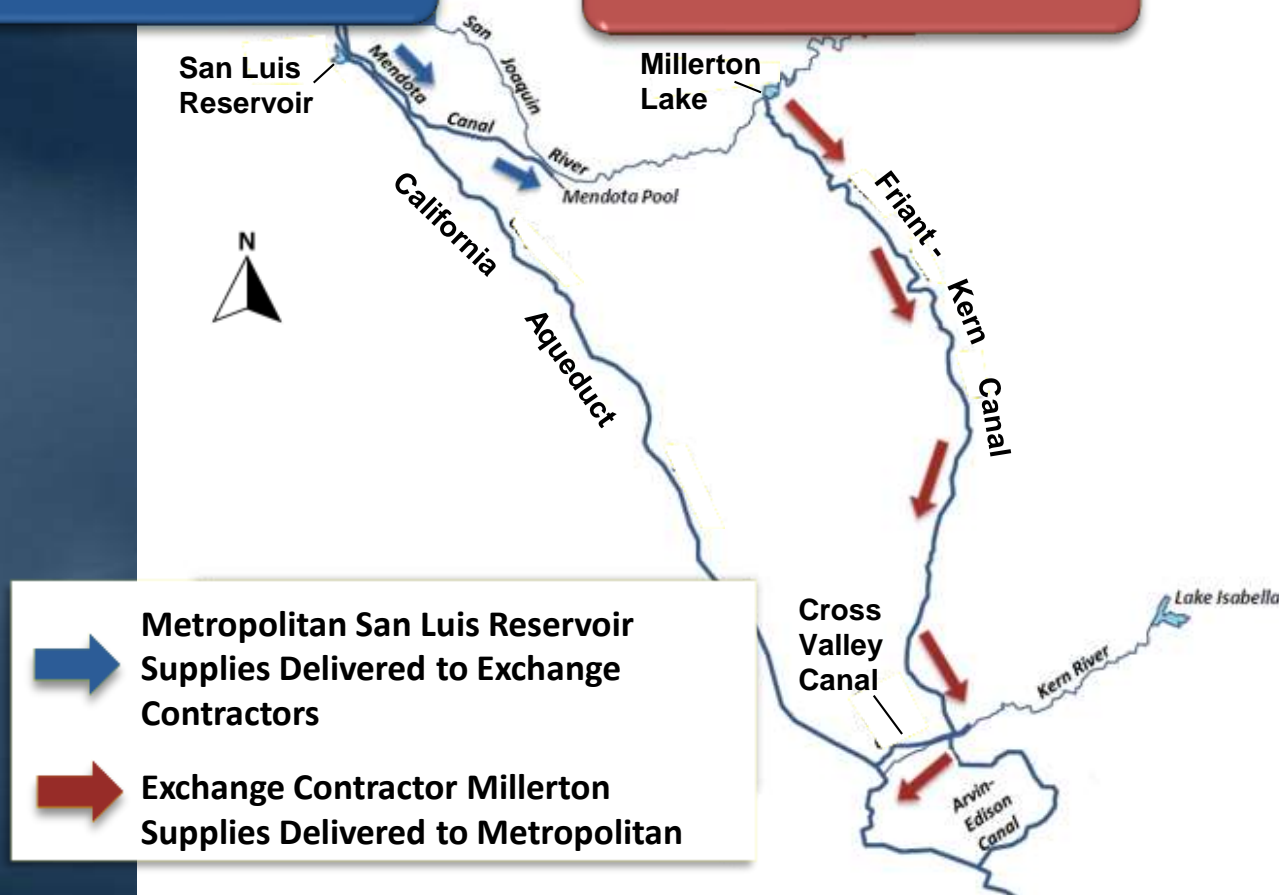 San Luis
Reservoir
Mendota
Canal
San
Joaquin
River
Mendota Pool
Millerton
Lake
Friant -
Kern
Canal
California
Aqueduct
N
Cross
Valley
Canal
Lake Isabella
Kern River
Arvin-
Edison
Canal
Metropolitan San Luis Reservoir
Supplies Delivered to Exchange
Contractors
Exchange Contractor Millerton
Supplies Delivered to Metropolitan